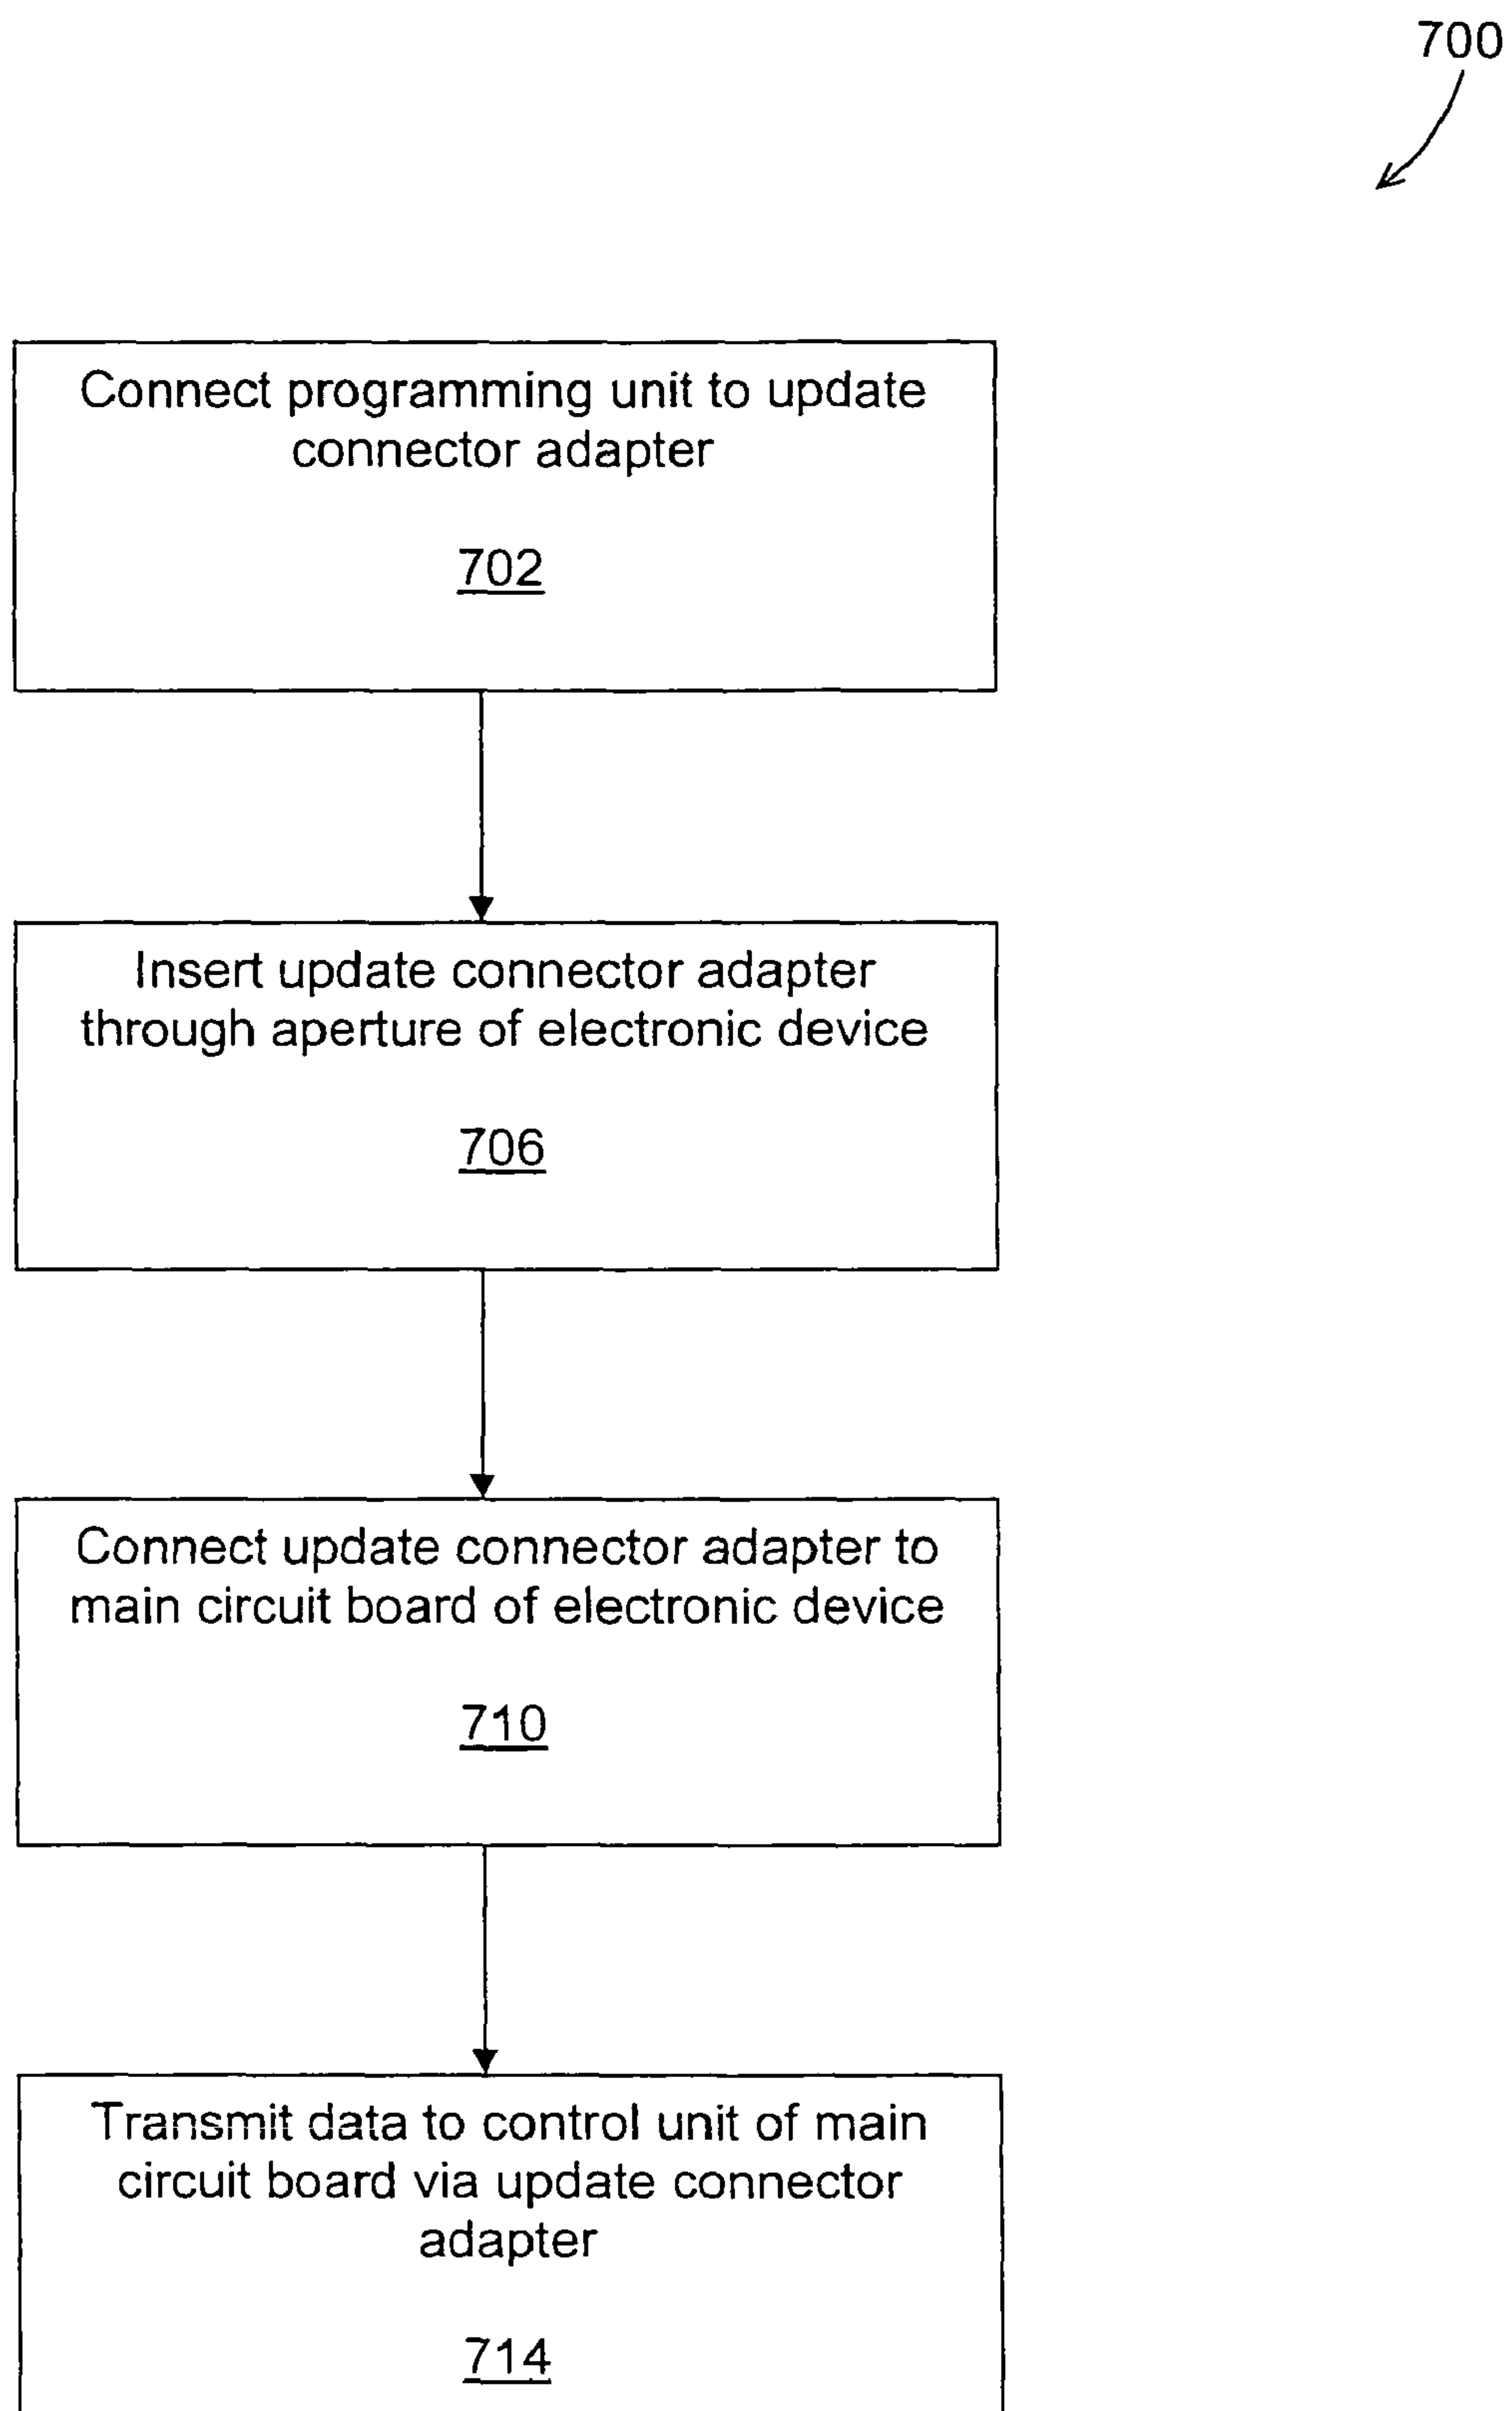 700
Connect programming unit to update
connector adapter
702
Insert update connector adapter
through aperture of electronic device
706
Connect update connector adapter to
main circuit board of electronic device
710
Transmit data to control unit of main
circuit board via update connector
adapter
714